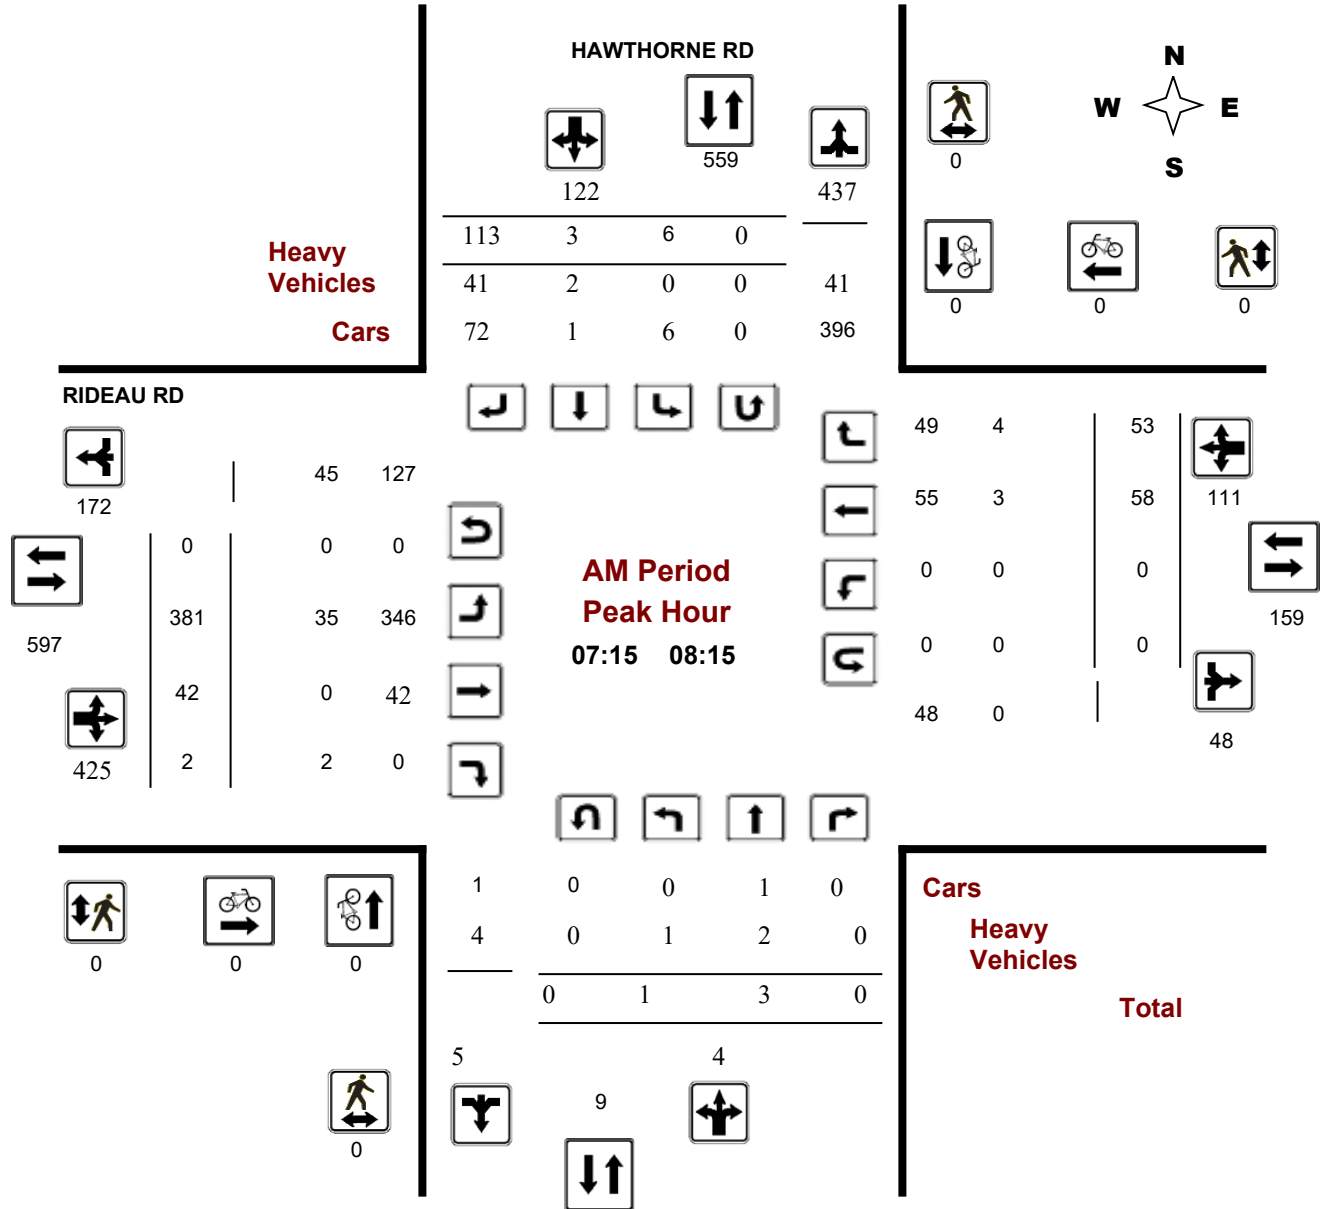 HAWTHORNE RD
N
W E
S
559
0
122 437
113 3 6 0
Heavy
Vehicles 41 2 0 0 41
Cars 72 1 6 0 396
0 0 0
RIDEAU RD
49 4 53
45 127
172
55 3 58 111
0 0 0
AM Period
0 0 0
381 35 346
Peak Hour
159
597
07:15 08:15
0 0 0
42 0 42
48 0
48
425 2 2 0
1 0 0 1 0
Cars
4 0 1 2 0
Heavy
Vehicles
0 0 0
0 1 3 0
Total
5 4
9
0